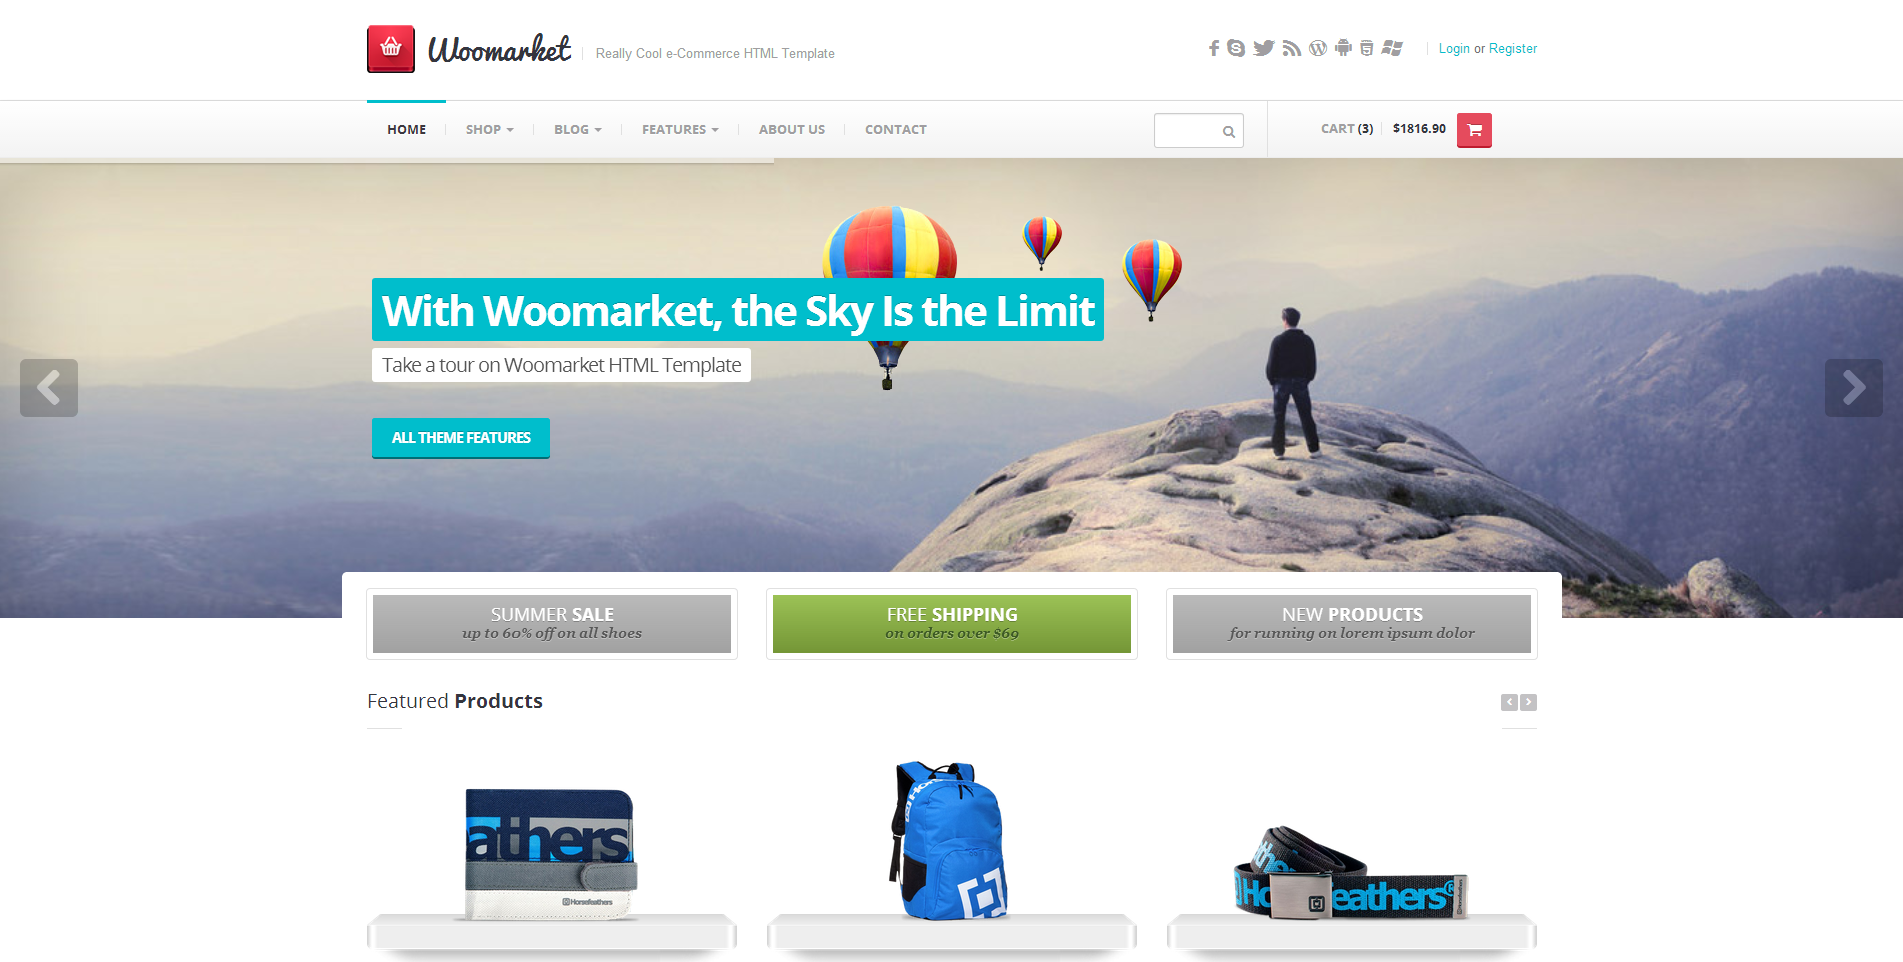 Woomarket
Really Cool e-Commerce HTML Template
Login or Register
HOME SHOP BLOG FEATURES ABOUT US CONTACT
CART (3) $1816.90
With Woomarket, the Sky Is the Limit
Take a tour on Woomarket HTML Template
ALL THEME FEATURES
SUMMER SALE
up to 60% off on all shoes
FREE SHIPPING
on orders over $69
NEW PRODUCTS
for running on lorem ipsum dolor
Featured Products
athers
Horsefeathers
Ho
athe
Ho
eathers®